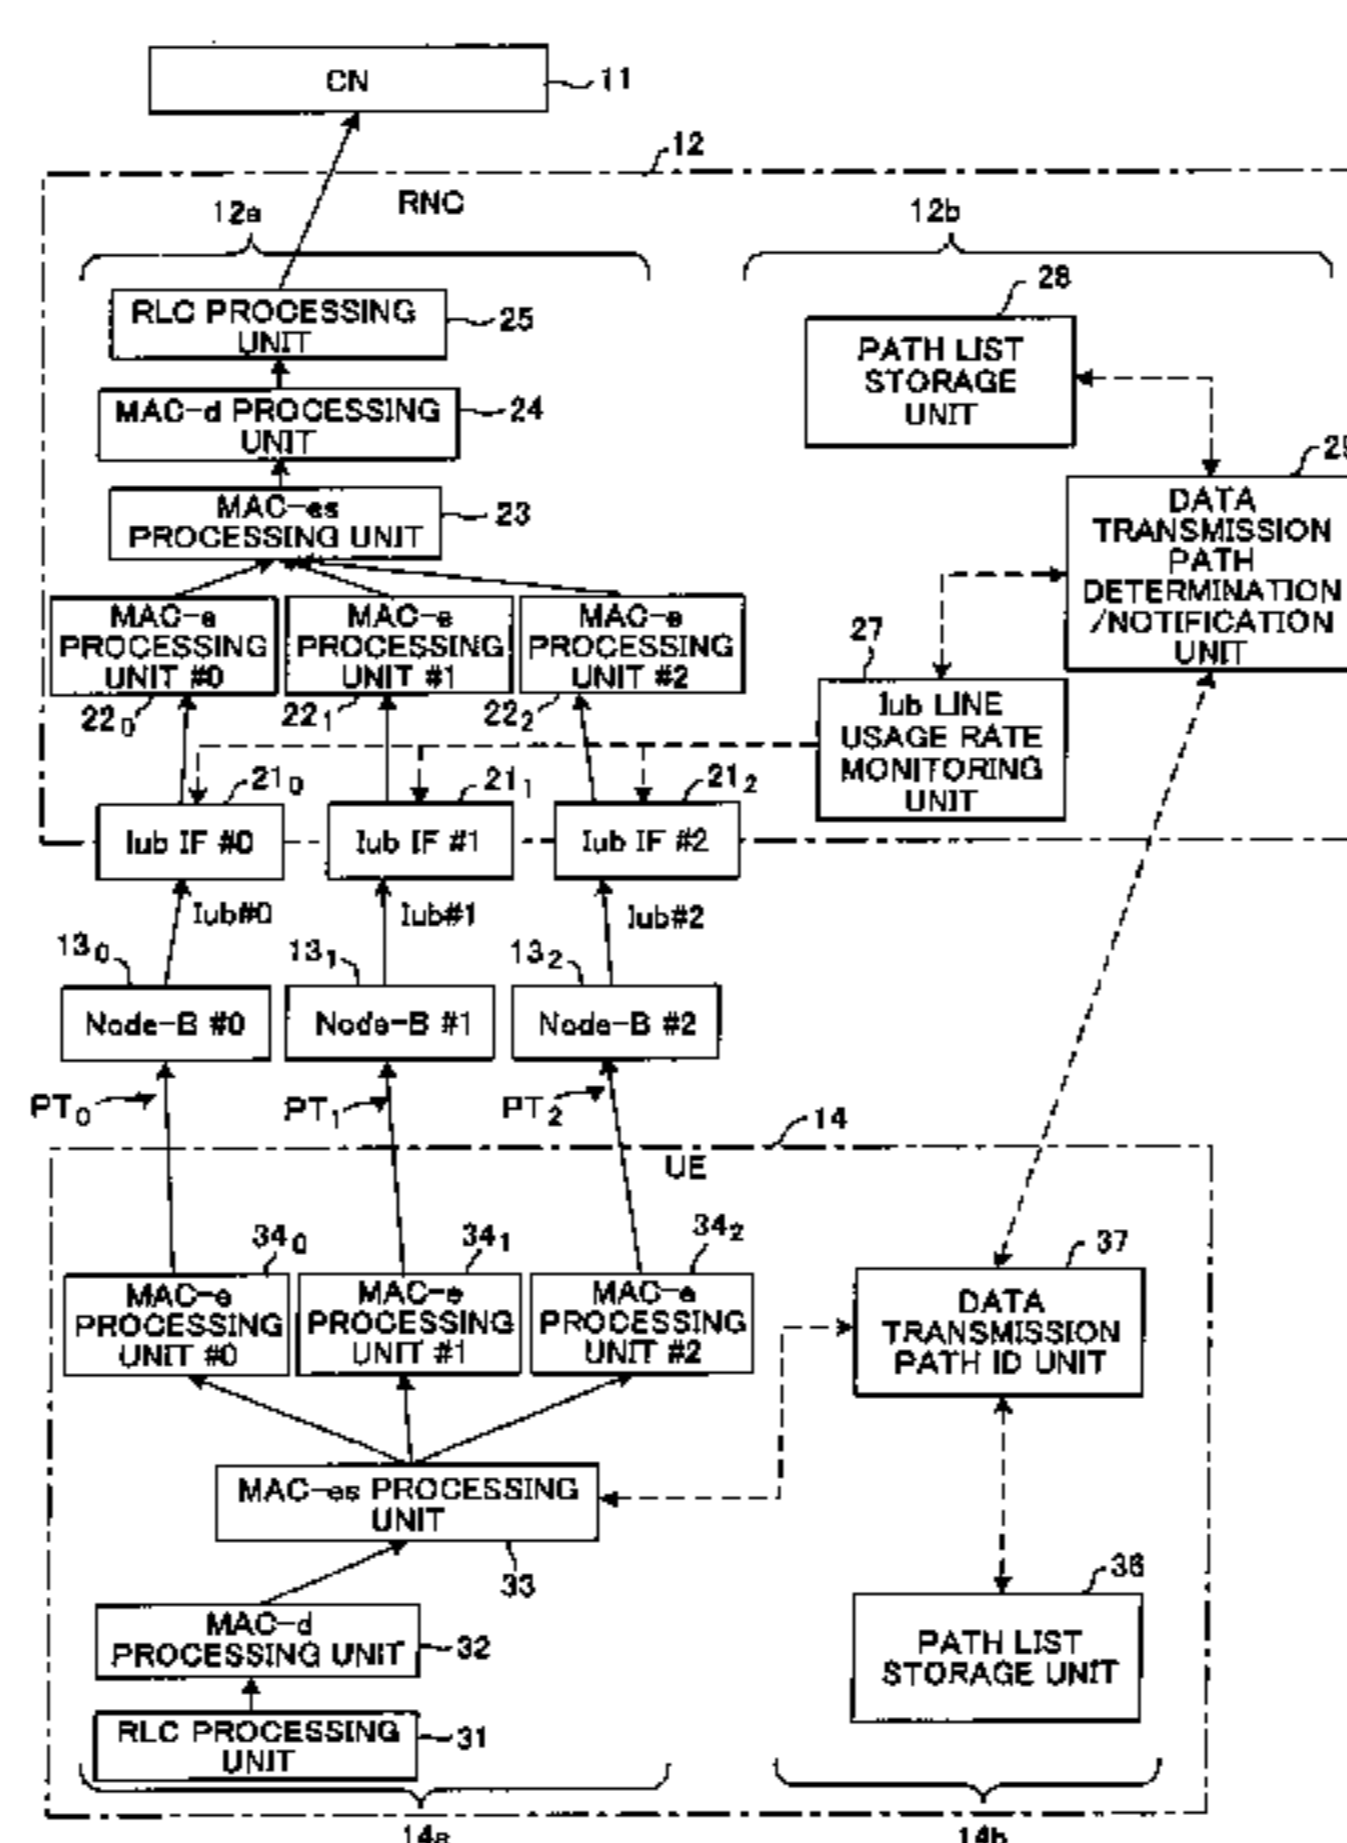 CN
11
12
RNC
12a
12b
RLC PROCESSING
UNIT
25
28
PATH LIST
STORAGE
UNIT
MAC-d PROCESSING
UNIT
24
MAC-es
PROCESSING UNIT
23
DATA
TRANSMISSION
PATH
DETERMINATION
/NOTIFICATION
UNIT
MAC-e
PROCESSING
UNIT #0
MAC-e
PROCESSING
UNIT #1
MAC-e
PROCESSING
UNIT #2
22₀
22₁
22₂
27
Iub LINE
USAGE RATE
MONITORING
UNIT
21₀
21₁
21₂
Iub IF #0
Iub IF #1
Iub IF #2
Iub#0
Iub#1
Iub#2
13₀
13₁
13₂
Node-B #0
Node-B #1
Node-B #2
PT₀
PT₁
PT₂
14
UE
34₀
34₁
34₂
37
MAC-e
PROCESSING
UNIT #0
MAC-e
PROCESSING
UNIT #1
MAC-e
PROCESSING
UNIT #2
DATA
TRANSMISSION
PATH ID UNIT
MAC-es PROCESSING
UNIT
33
36
MAC-d
PROCESSING UNIT
32
PATH LIST
STORAGE UNIT
RLC PROCESSING
UNIT
31
14a
14b